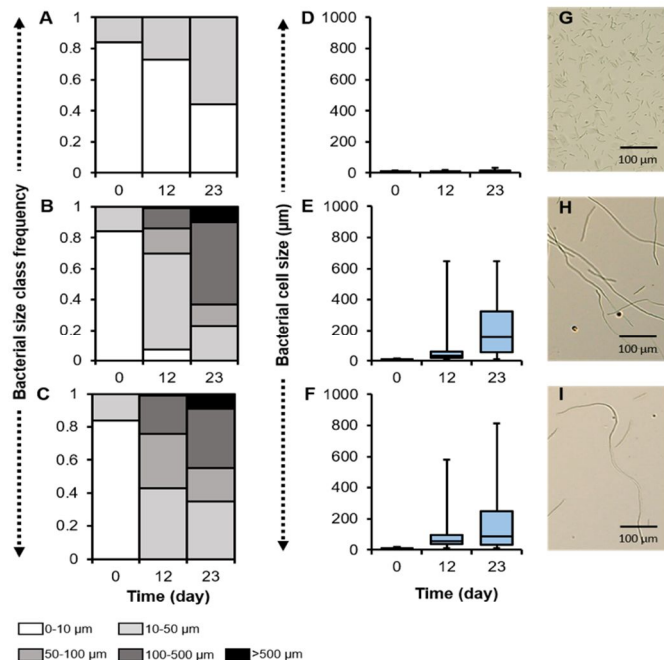 A
1
0.8
0.6
0.4
0.2
0
0 12 23
B
1
0.8
0.6
0.4
0.2
0
0 12 23
C
1
0.8
0.6
0.4
0.2
0
0 12 23
Time (day)
Bacterial size class frequency
0-10 µm
10-50 µm
50-100 µm
100-500 µm
>500 µm
D
1000
800
600
400
200
0
0 12 23
E
1000
800
600
400
200
0
0 12 23
F
1000
800
600
400
200
0
0 12 23
Time (day)
Bacterial cell size (µm)
G
100 µm
H
100 µm
I
100 µm